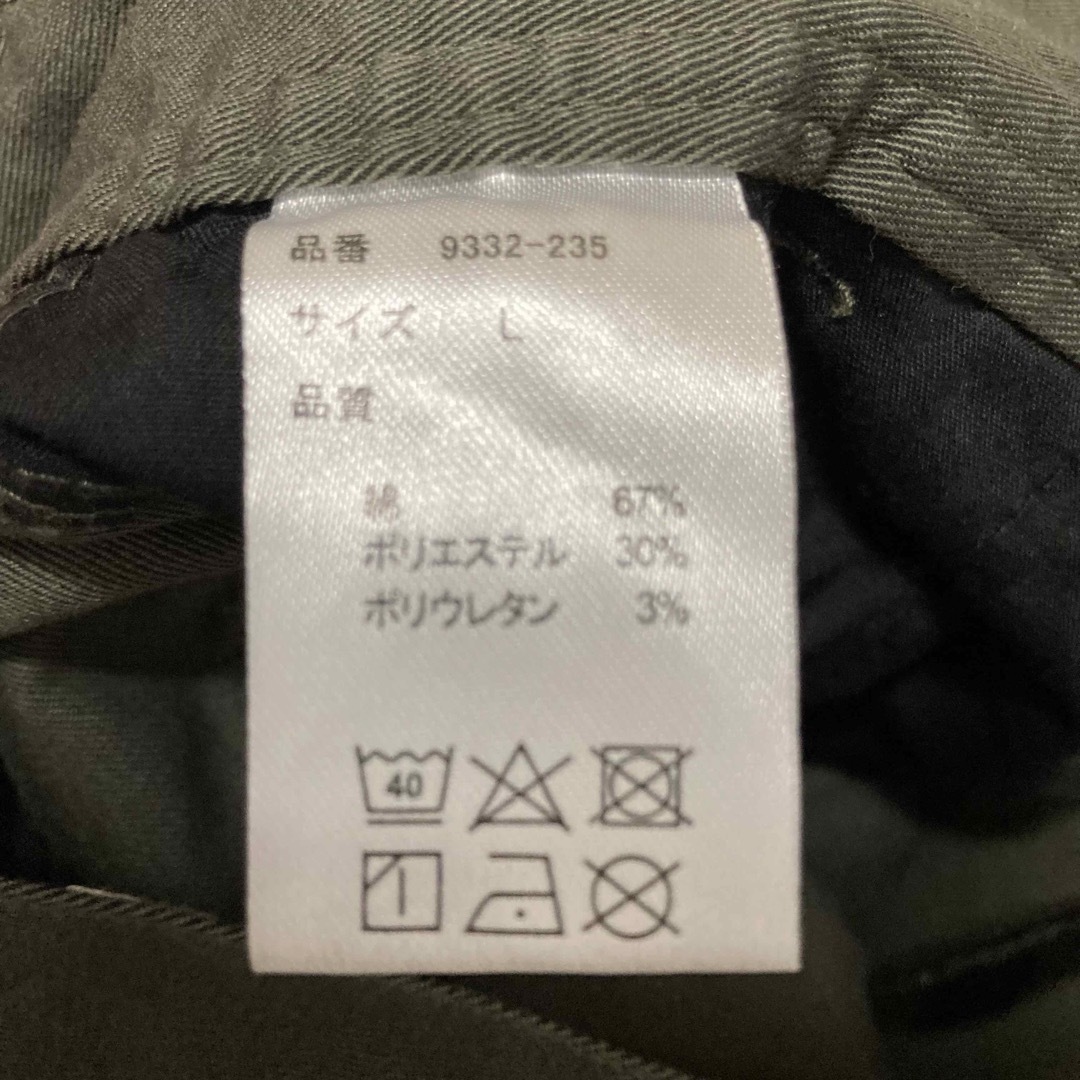 品番 9332-235
サイズ L
品質
綿 67%
ポリエステル 30%
ポリウレタン 3%
40